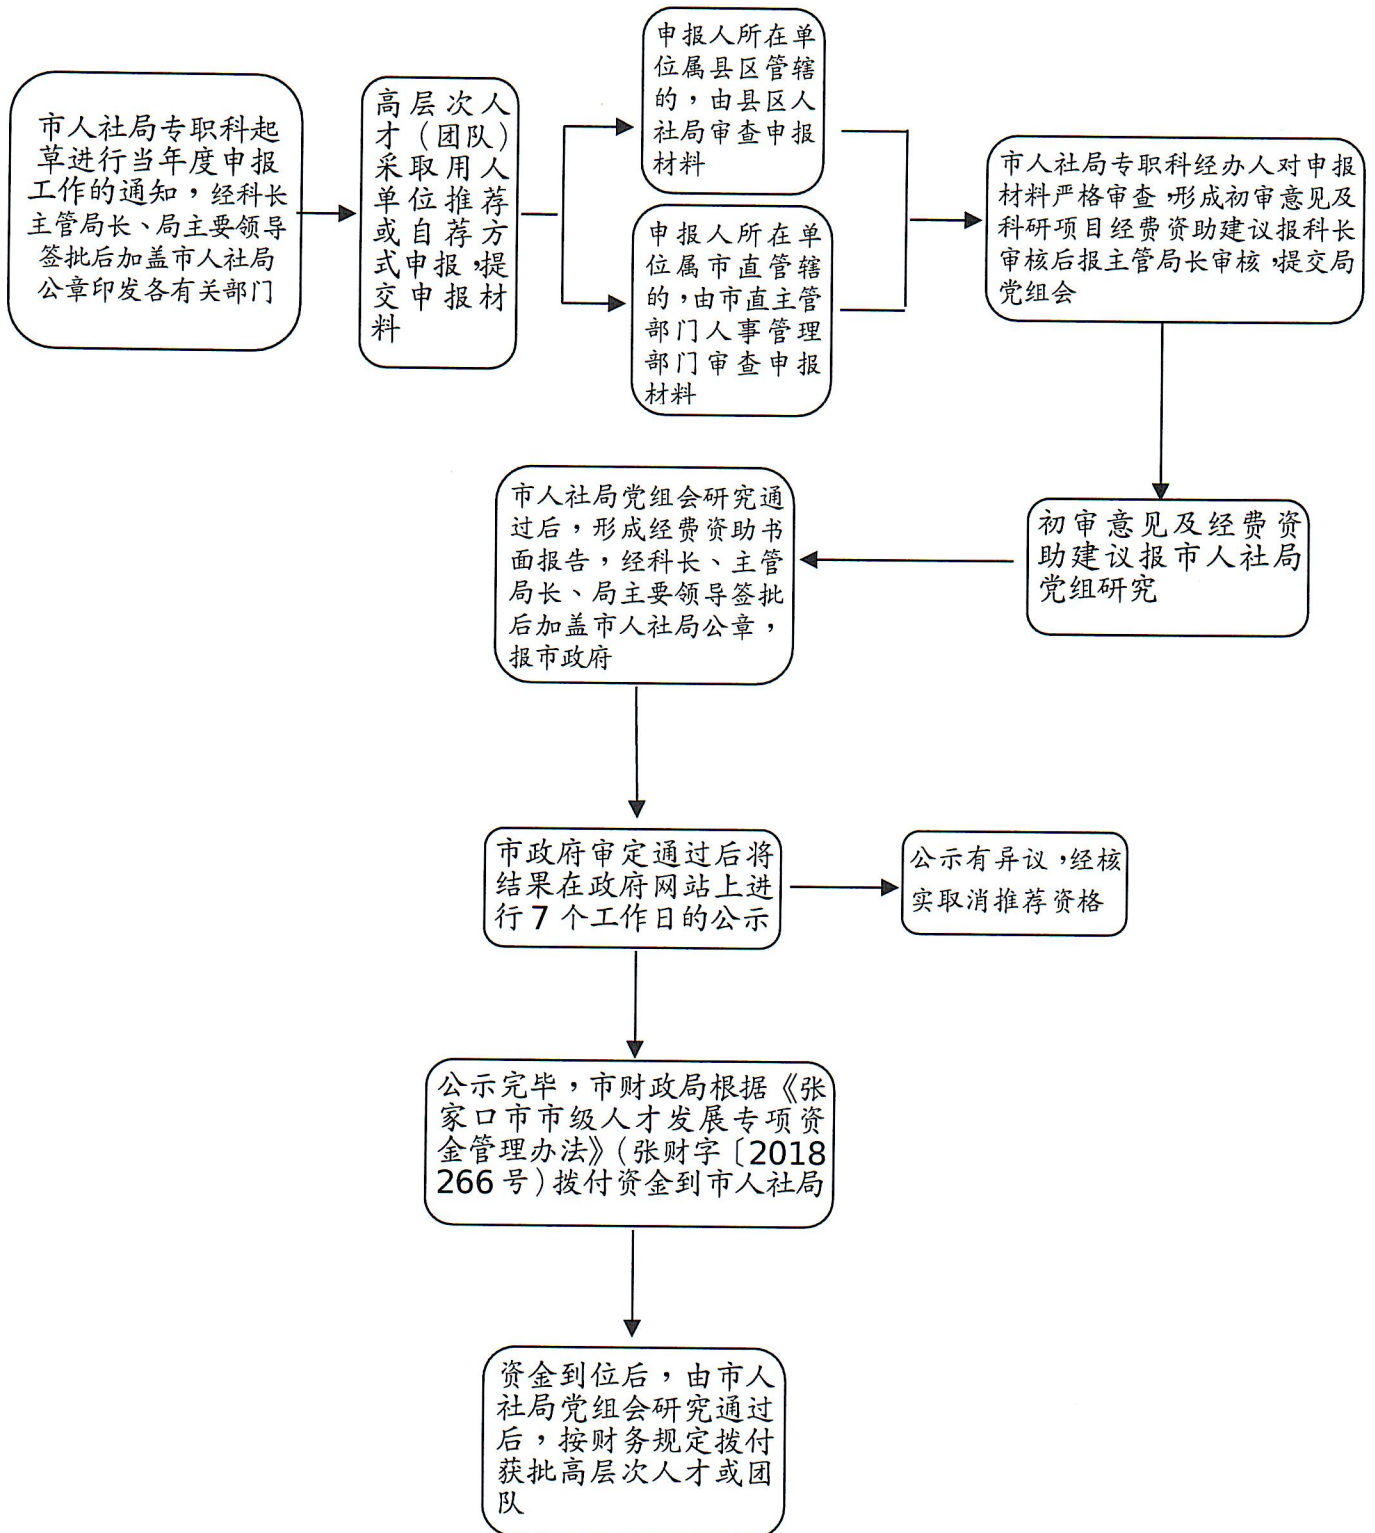 市人社局专职科起
草进行当年度申报
工作的通知，经科长
主管局长、局主要领导
签批后加盖市人社局
公章印发各有关部门
高层次人
才（团队）
采取用人
单位推荐
或自荐方
式申报，提
交申报材
料
申报人所在单
位属县区管辖
的，由县区人
社局审查申报
材料
申报人所在单
位属市直管辖
的，由市直主管
部门人事管理
部门审查申报
材料
市人社局专职科经办人对申报
材料严格审查，形成初审意见及
科研项目经费资助建议报科长
审核后报主管局长审核，提交局
党组会
初审意见及经费资
助建议报市人社局
党组研究
市人社局党组会研究通
过后，形成经费资助书
面报告，经科长、主管
局长、局主要领导签批
后加盖市人社局公章，
报市政府
市政府审定通过后将
结果在政府网站上进
行7个工作日的公示
公示有异议，经核
实取消推荐资格
公示完毕，市财政局根据《张
家口市市级人才发展专项资
金管理办法》（张财字〔2018
266号）拨付资金到市人社局
资金到位后，由市人
社局党组会研究通过
后，按财务规定拨付
获批高层次人才或团
队